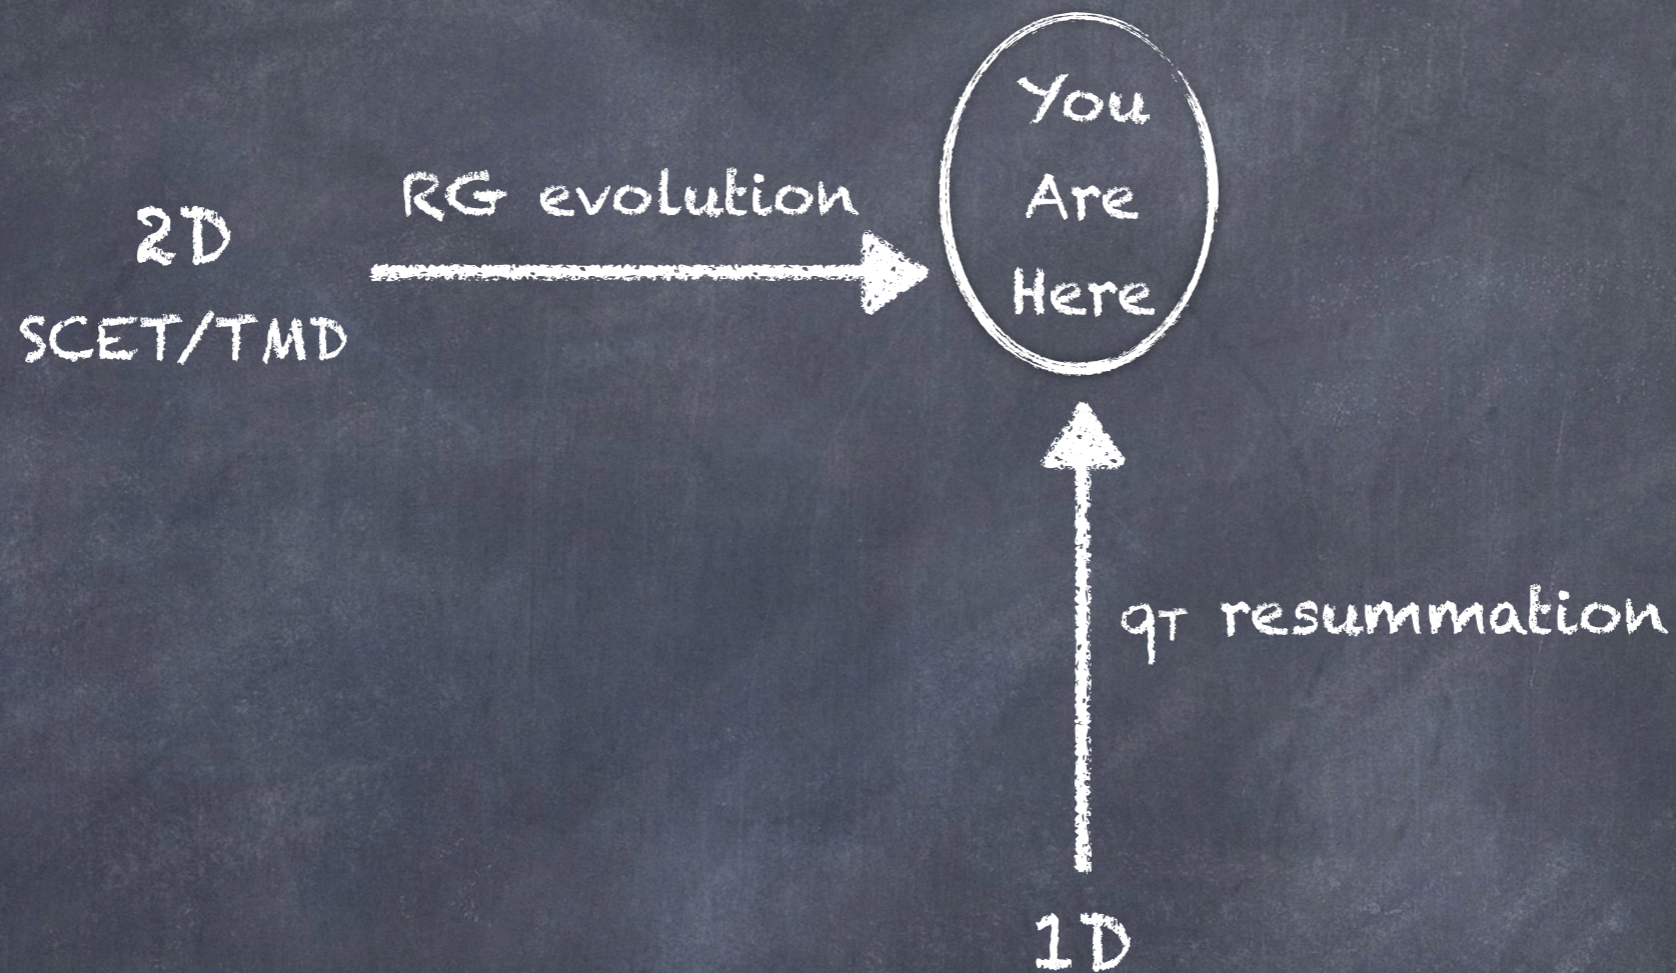 You
Are
Here
RG evolution
2D
SCET/TMD
qT resummation
1D